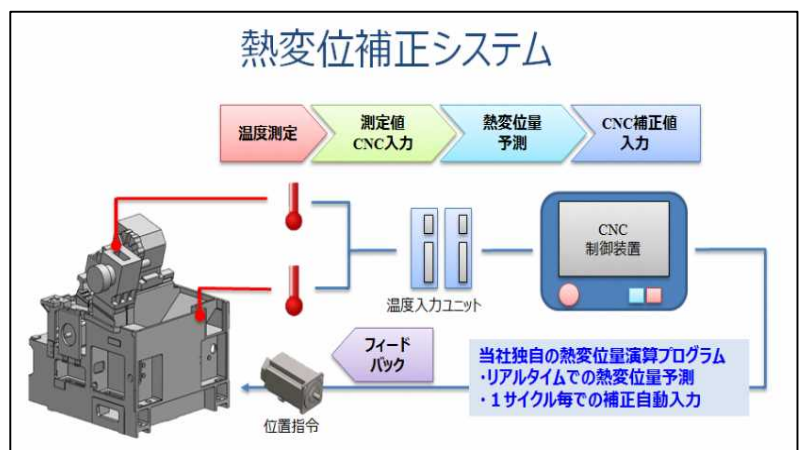 熱変位補正システム
温度測定
測定値
CNC入力
熱変位量
予測
CNC補正値
入力
CNC
制御装置
温度入力ユニット
フィード
バック
位置指令
当社独自の熱変位量演算プログラム
・リアルタイムでの熱変位量予測
・1サイクル毎での補正自動入力